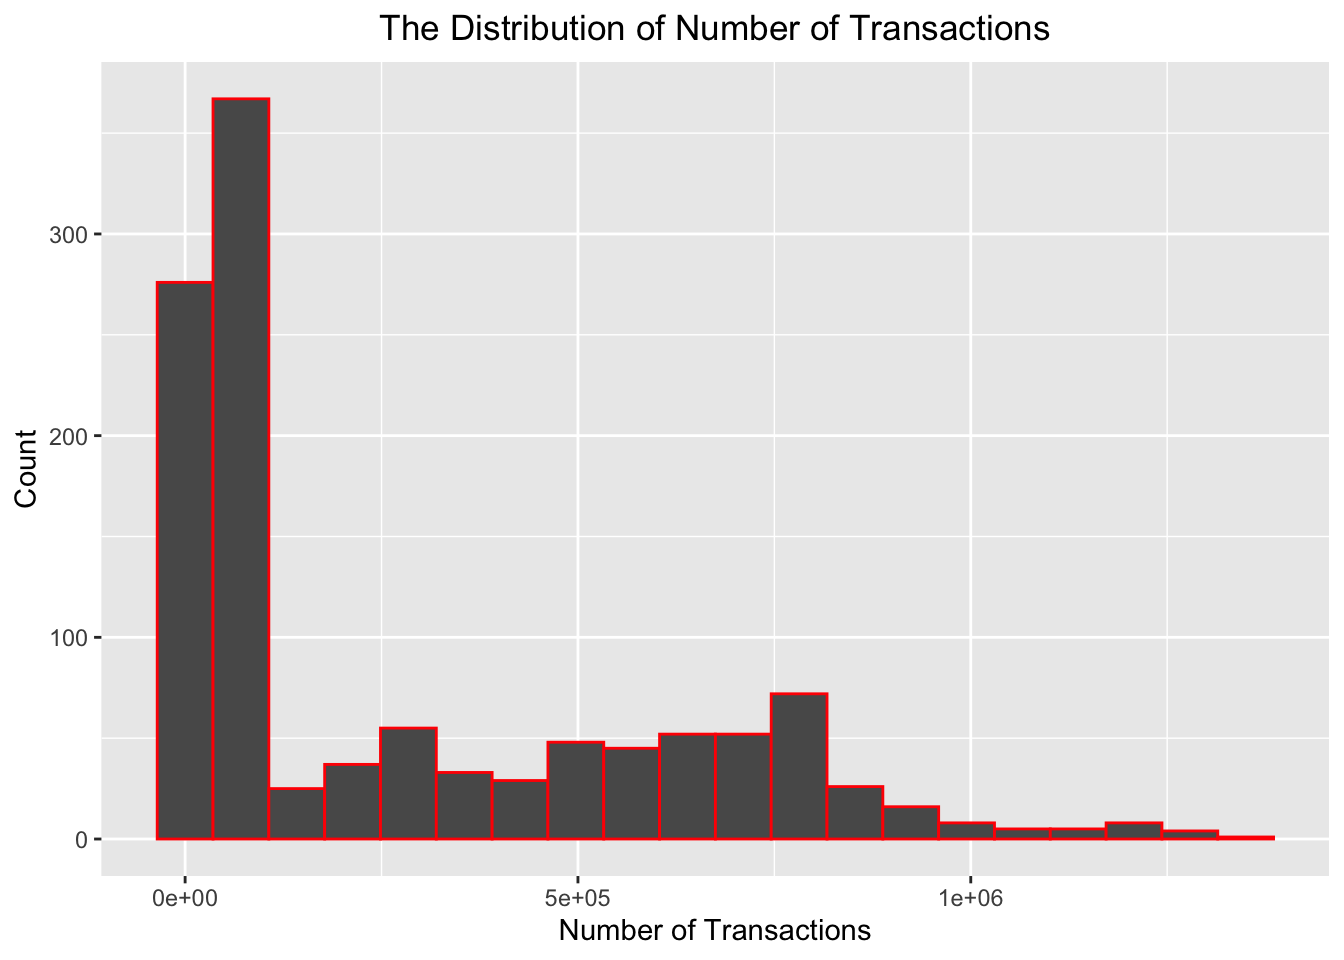 The Distribution of Number of Transactions
300
200
100
0
Count
0e+00 5e+05 1e+06
Number of Transactions